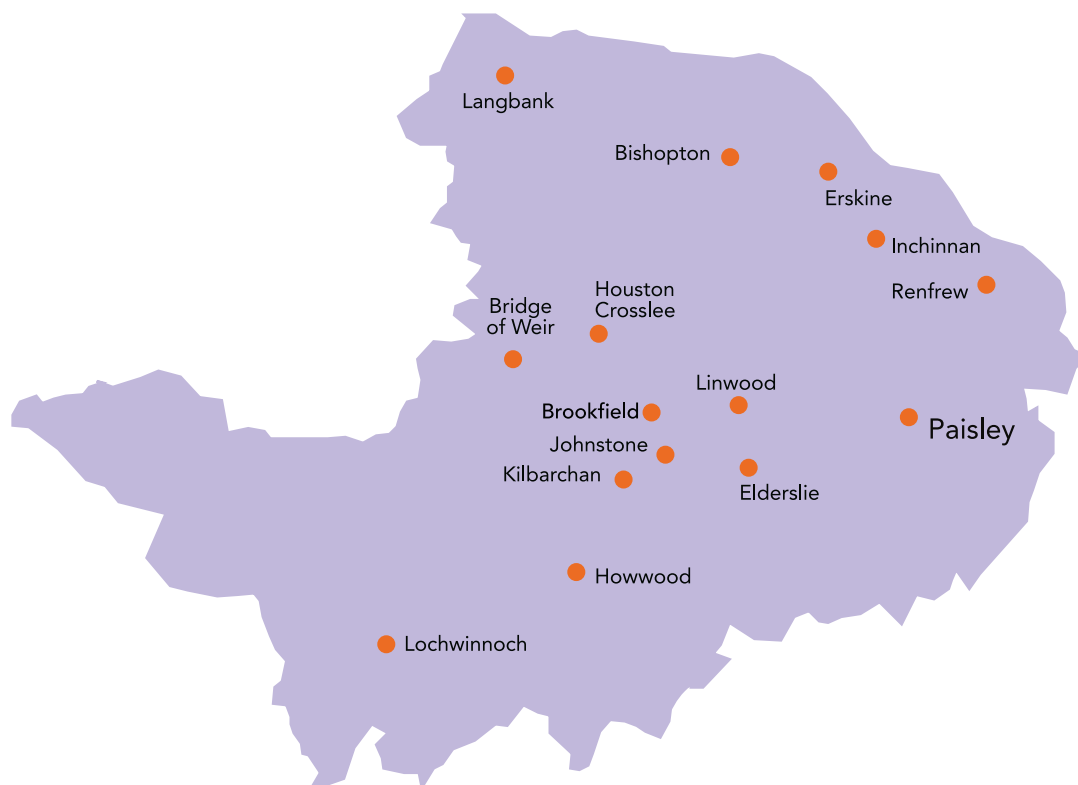 Langbank
Bishopton
Erskine
Inchinnan
Renfrew
Houston
Crosslee
Bridge
of Weir
Linwood
Brookfield
Paisley
Johnstone
Kilbarchan
Elderslie
Howwood
Lochwinnoch